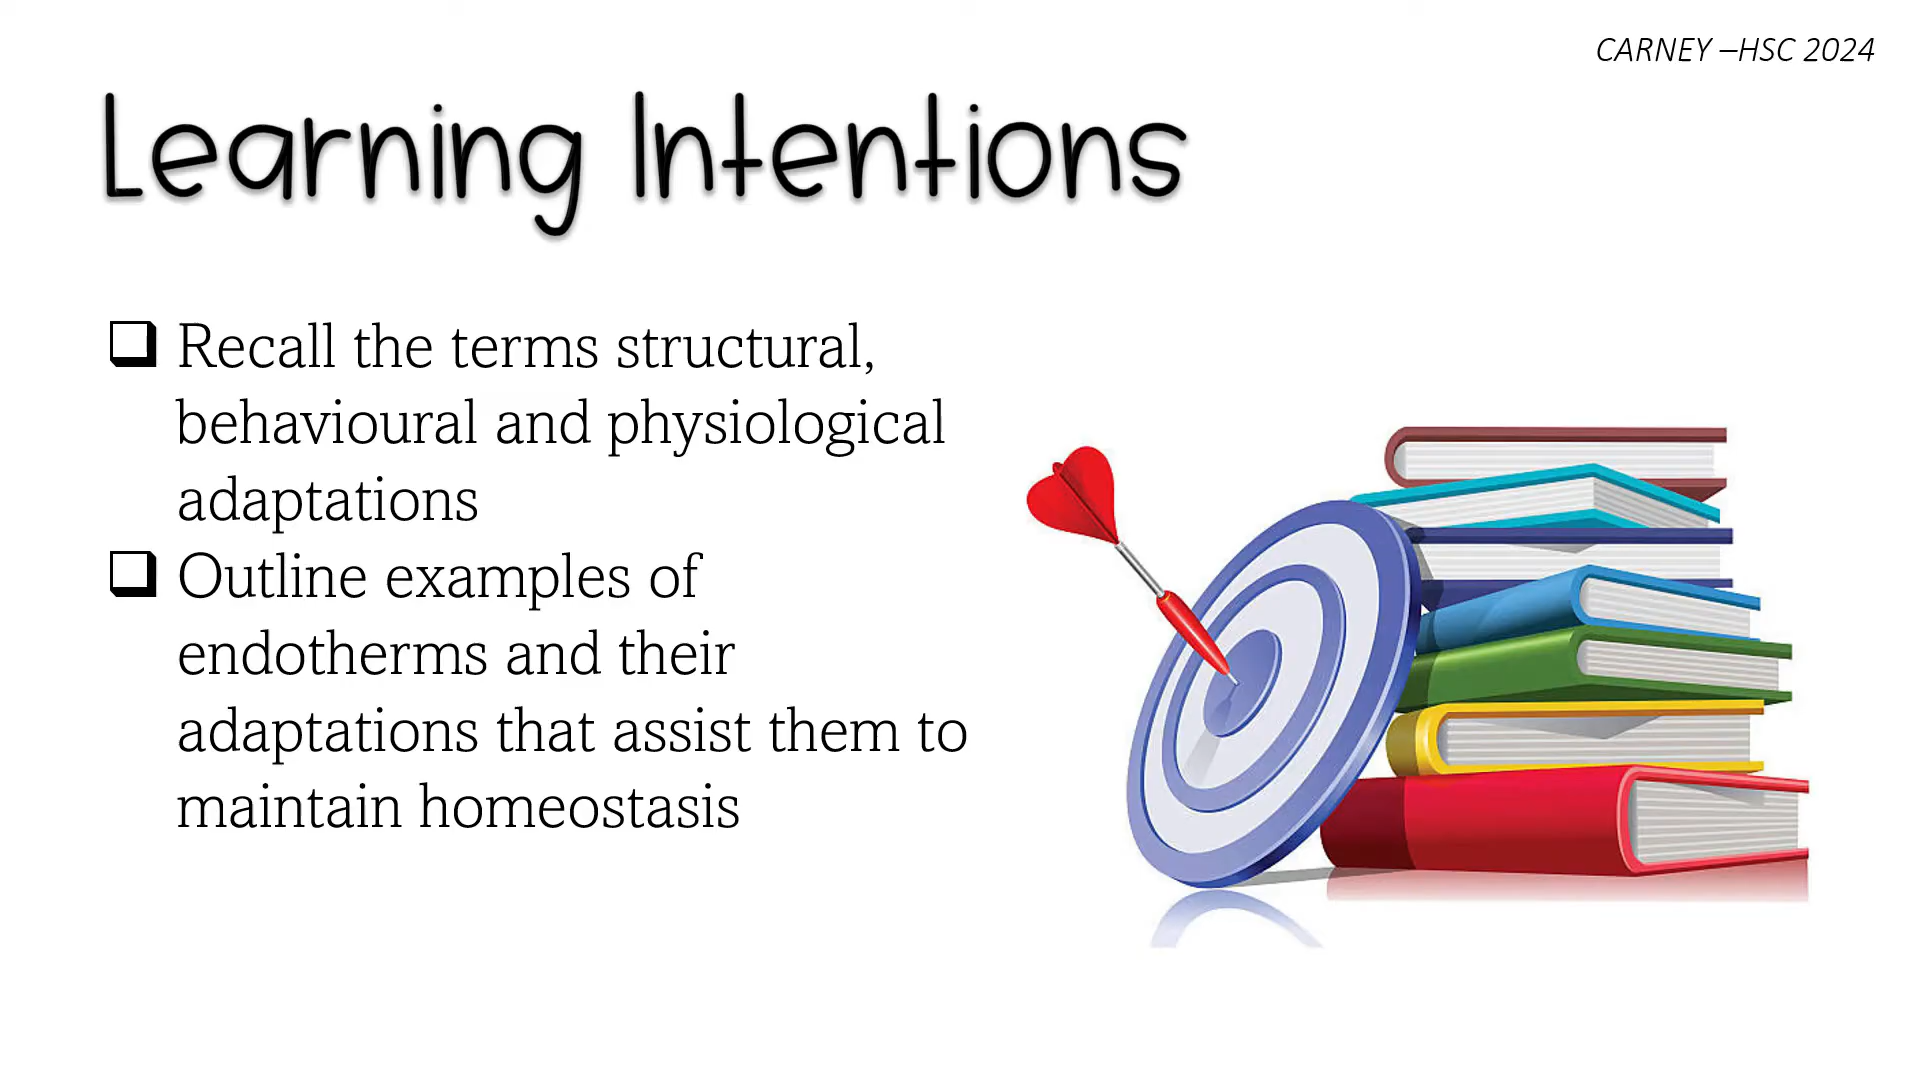 CARNEY –HSC 2024
Learning Intentions
Recall the terms structural,
behavioural and physiological
adaptations
Outline examples of
endotherms and their
adaptations that assist them to
maintain homeostasis